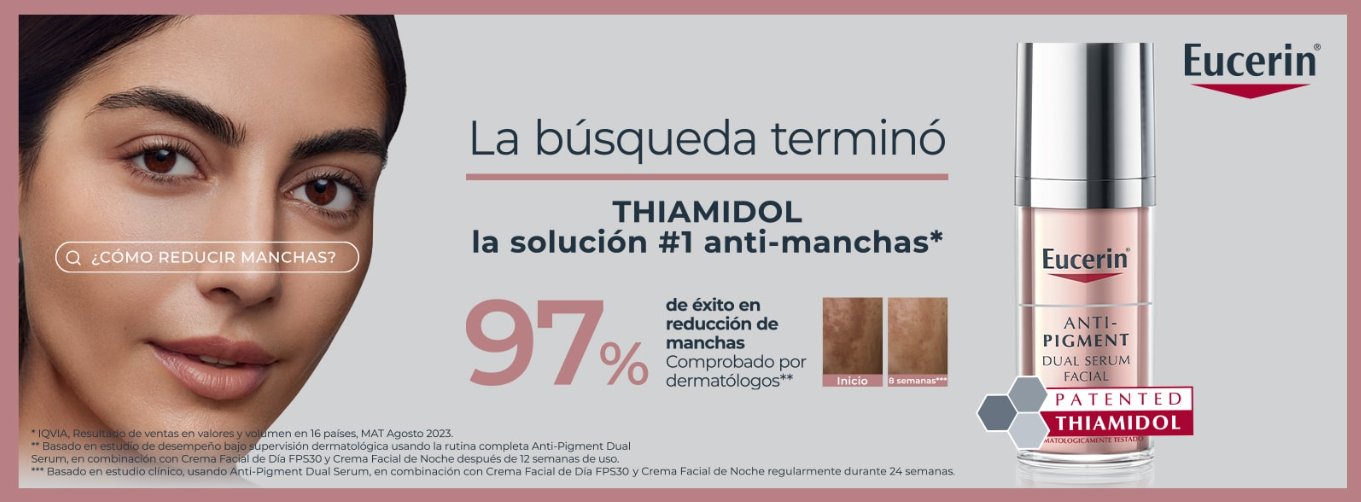 Eucerin®
La búsqueda terminó
THIAMIDOL
la solución #1 anti-manchas*
¿CÓMO REDUCIR MANCHAS?
97%
de éxito en
reducción de
manchas
Comprobado por
dermatólogos**
Inicio
8 semanas***
Eucerin®
ANTI-
PIGMENT
DUAL SERUM
FACIAL
PATENTED
THIAMIDOL
MATOLOGICAMENTE TESTADO
* IQVIA, Resultado de ventas en valores y volumen en 16 países, MAT Agosto 2023.
** Basado en estudio de desempeño bajo supervisión dermatológica usando la rutina completa Anti-Pigment Dual
Serum, en combinación con Crema Facial de Día FPS30 y Crema Facial de Noche después de 12 semanas de uso.
*** Basado en estudio clínico, usando Anti-Pigment Dual Serum, en combinación con Crema Facial de Día FPS30 y Crema Facial de Noche regularmente durante 24 semanas.